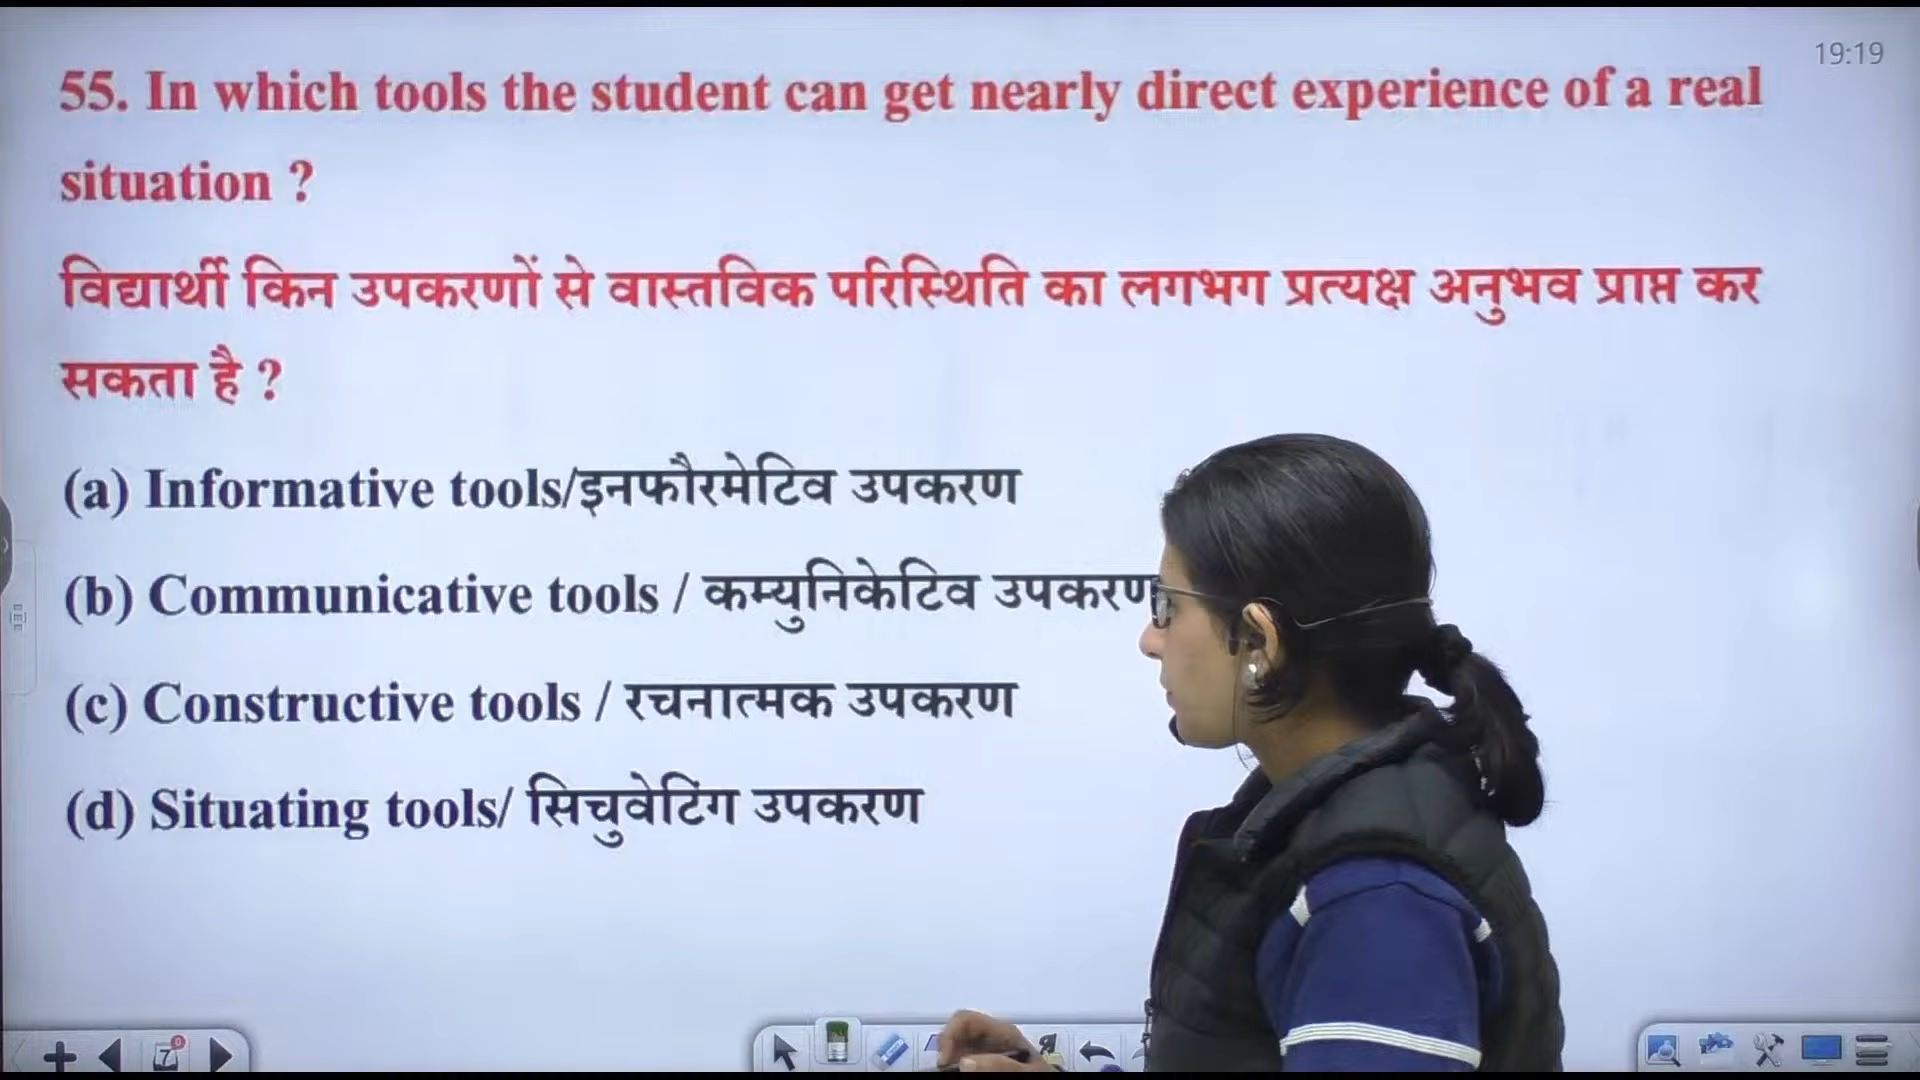 19:19
55. In which tools the student can get nearly direct experience of a real
situation ?
विद्यार्थी किन उपकरणों से वास्तविक परिस्थिति का लगभग प्रत्यक्ष अनुभव प्राप्त कर
सकता है ?
(a) Informative tools/इनफौरमेटिव उपकरण
(b) Communicative tools / कम्युनिकेटिव उपकरण
(c) Constructive tools / रचनात्मक उपकरण
(d) Situating tools/ सिचुवेटिंग उपकरण
7 0